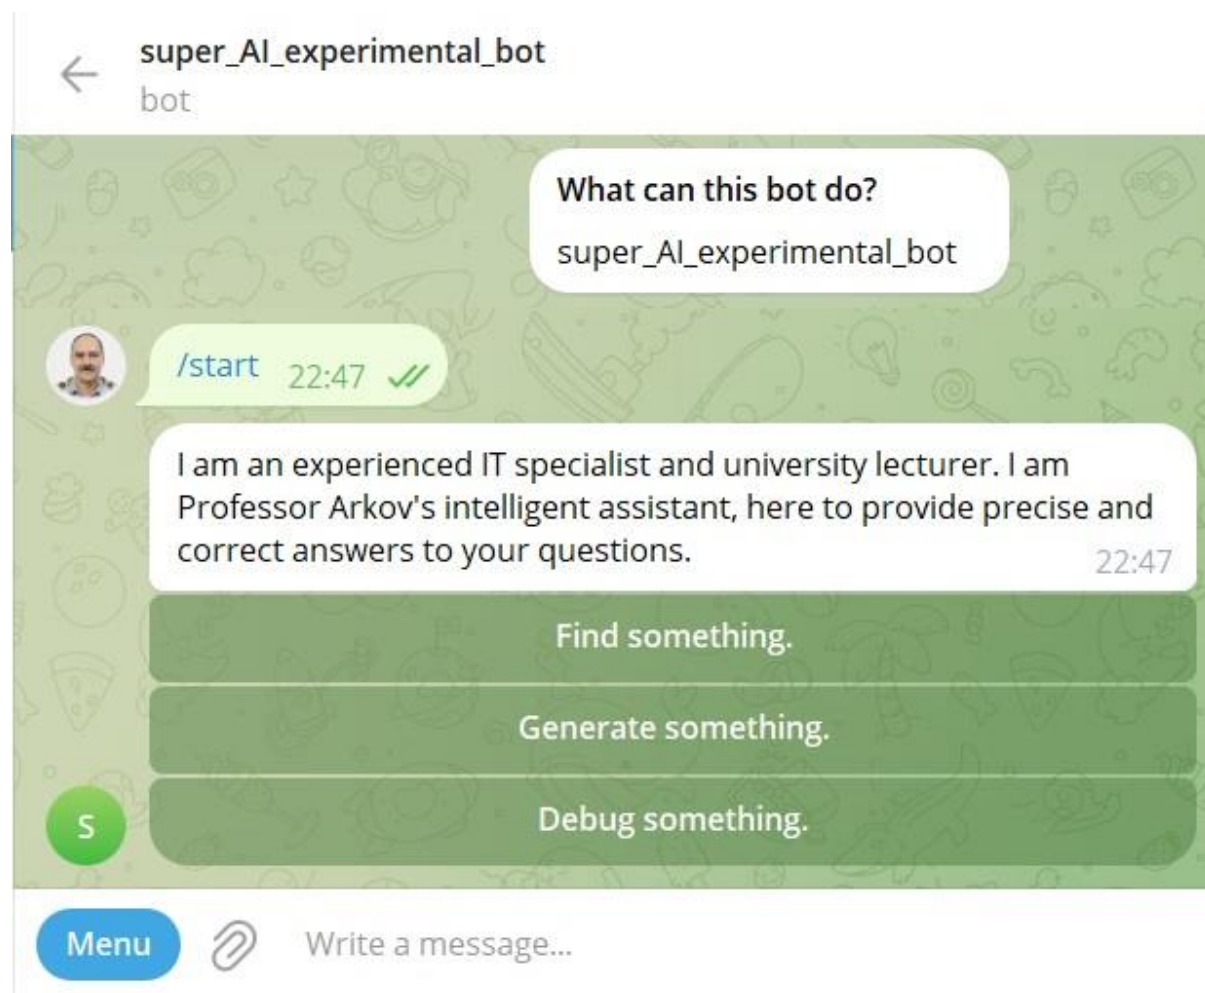 super_AI_experimental_bot
bot
What can this bot do?
super_AI_experimental_bot
/start 22:47
I am an experienced IT specialist and university lecturer. I am
Professor Arkov's intelligent assistant, here to provide precise and
correct answers to your questions.
22:47
Find something.
Generate something.
Debug something.
S
Menu
Write a message...